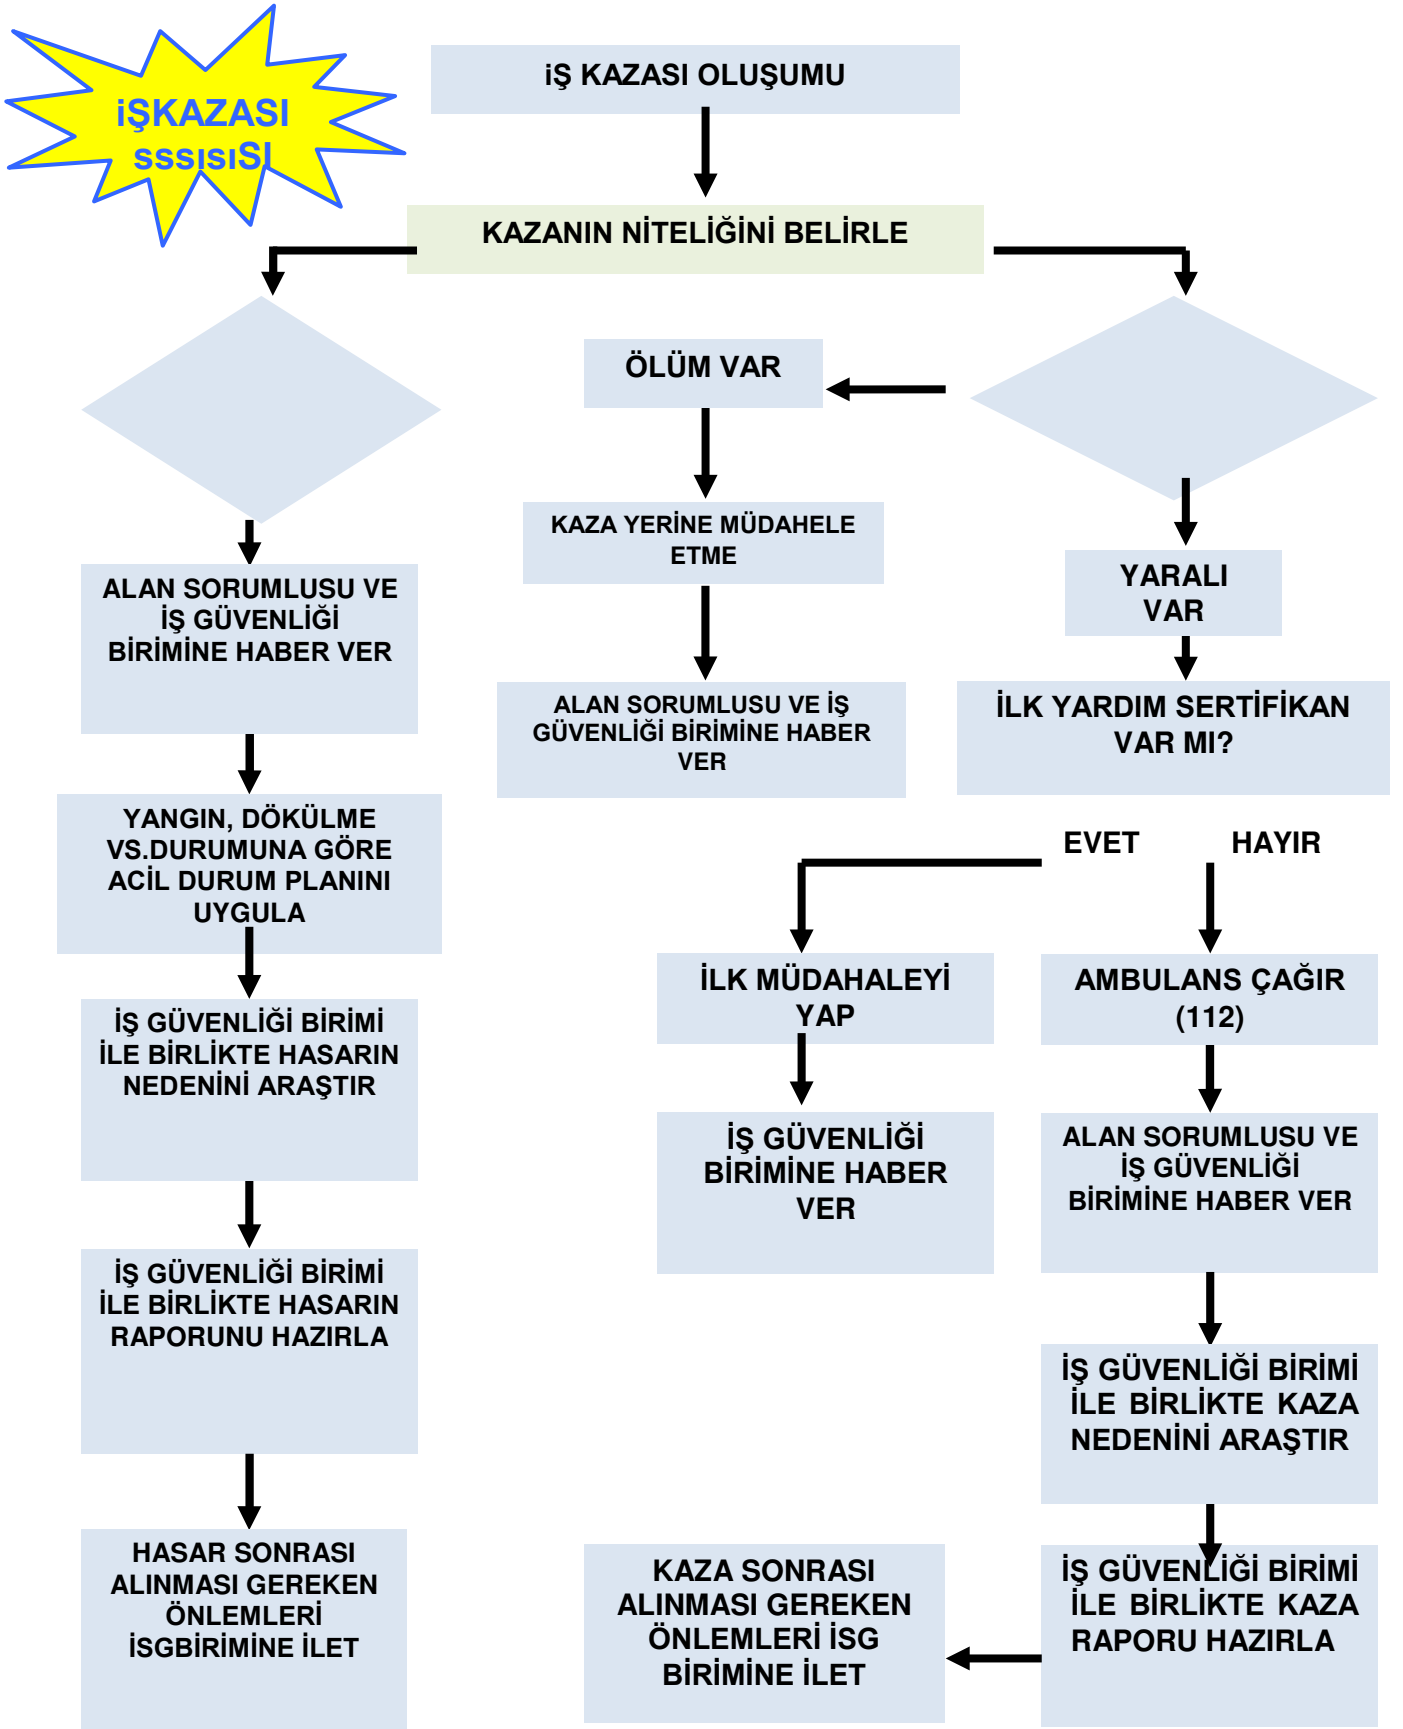 iŞKAZASI
sssısıSI
iŞ KAZASI OLUŞUMU
KAZANIN NİTELİĞİNİ BELİRLE
ÖLÜM VAR
KAZA YERİNE MÜDAHELE
ETME
ALAN SORUMLUSU VE İŞ
GÜVENLİĞİ BİRİMİNE HABER
VER
YARALI
VAR
İLK YARDIM SERTİFİKAN
VAR MI?
EVET
HAYIR
ALAN SORUMLUSU VE
İŞ GÜVENLİĞİ
BİRİMİNE HABER VER
YANGIN, DÖKÜLME
VS.DURUMUNA GÖRE
ACİL DURUM PLANINI
UYGULA
İŞ GÜVENLİĞİ BİRİMİ
İLE BİRLİKTE HASARIN
NEDENİNİ ARAŞTIR
İŞ GÜVENLİĞİ BİRİMİ
İLE BİRLİKTE HASARIN
RAPORUNU HAZIRLA
HASAR SONRASI
ALINMASI GEREKEN
ÖNLEMLERİ
İSGBİRİMİNE İLET
İLK MÜDAHALEYİ
YAP
İŞ GÜVENLİĞİ
BİRİMİNE HABER
VER
AMBULANS ÇAĞIR
(112)
ALAN SORUMLUSU VE
İŞ GÜVENLİĞİ
BİRİMİNE HABER VER
İŞ GÜVENLİĞİ BİRİMİ
İLE BİRLİKTE KAZA
NEDENİNİ ARAŞTIR
İŞ GÜVENLİĞİ BİRİMİ
İLE BİRLİKTE KAZA
RAPORU HAZIRLA
KAZA SONRASI
ALINMASI GEREKEN
ÖNLEMLERİ İSG
BİRİMİNE İLET